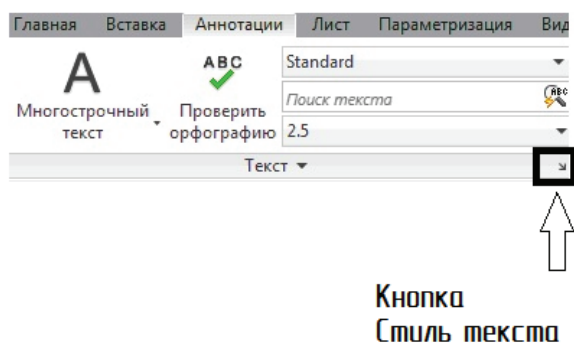 Главная Вставка Аннотации Лист Параметризация Вид
ABC Standard
Поиск текста ABC
Многострочный Проверить
текст орфографию 2.5
Текст
Кнопка
Стиль текста